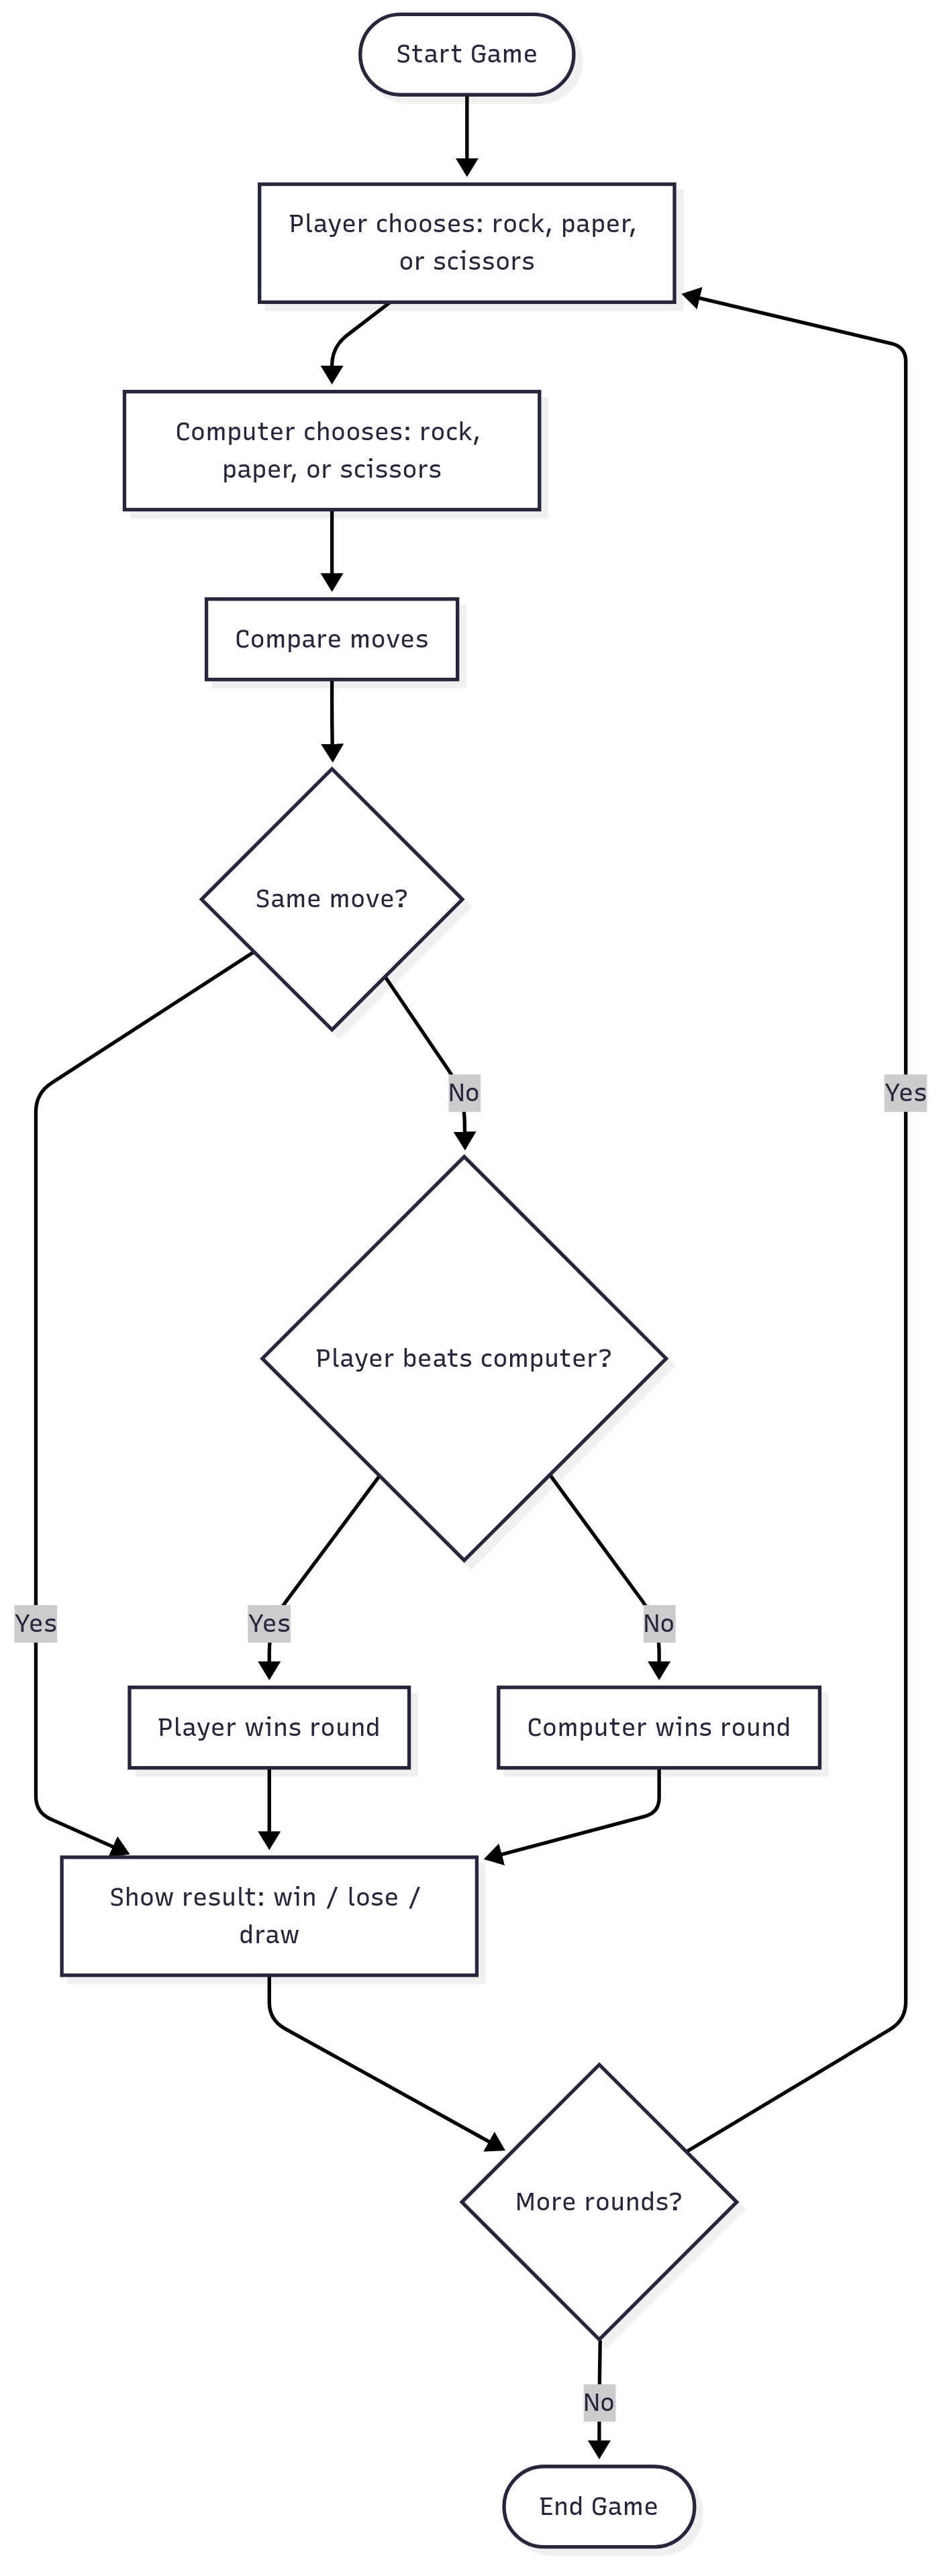 Start Game
Player chooses: rock, paper,
or scissors
Computer chooses: rock,
paper, or scissors
Compare moves
Same move?
No
Yes
Player beats computer?
Yes
Yes
No
Player wins round
Computer wins round
Show result: win / lose /
draw
More rounds?
No
End Game